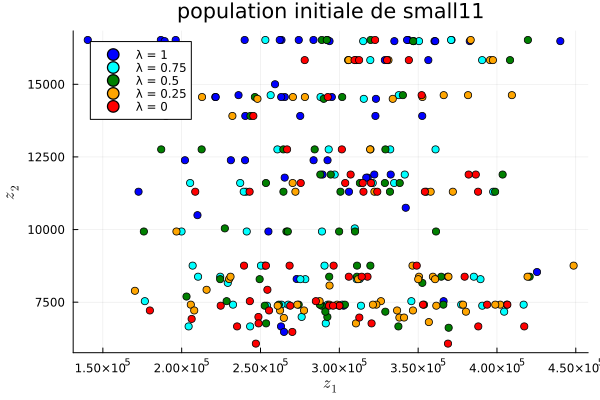 population initiale de small11
λ = 1
λ = 0.75
λ = 0.5
λ = 0.25
λ = 0
15000
12500
10000
7500
z₂
1.50×10⁵ 2.00×10⁵ 2.50×10⁵ 3.00×10⁵ 3.50×10⁵ 4.00×10⁵ 4.50×10⁵
z₁